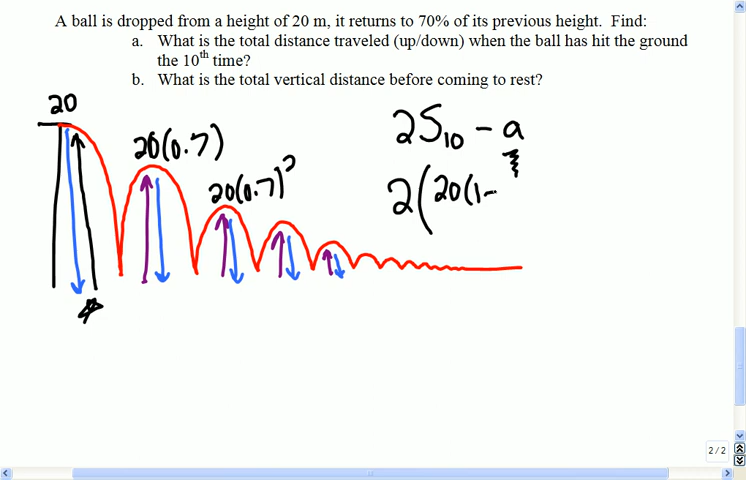 A ball is dropped from a height of 20 m, it returns to 70% of its previous height. Find:
a. What is the total distance traveled (up/down) when the ball has hit the ground
the 10th time?
b. What is the total vertical distance before coming to rest?
20
20(0.7)
20(0.7)²
2S₁₀ - a
2(20(1-
2 / 2